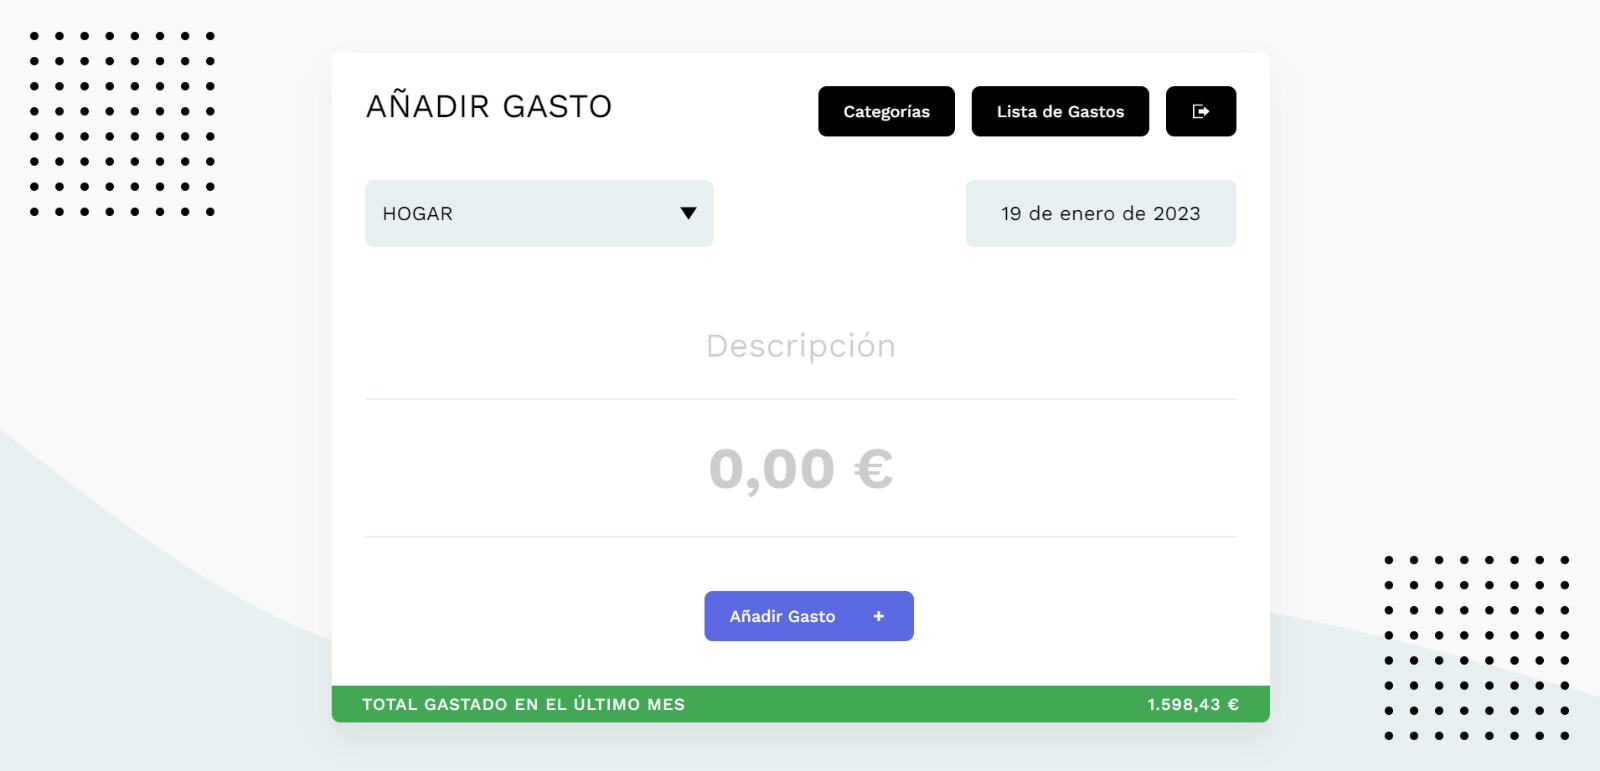 AÑADIR GASTO
Categorías
Lista de Gastos
HOGAR
19 de enero de 2023
Descripción
0,00 €
Añadir Gasto +
TOTAL GASTADO EN EL ÚLTIMO MES
1.598,43 €